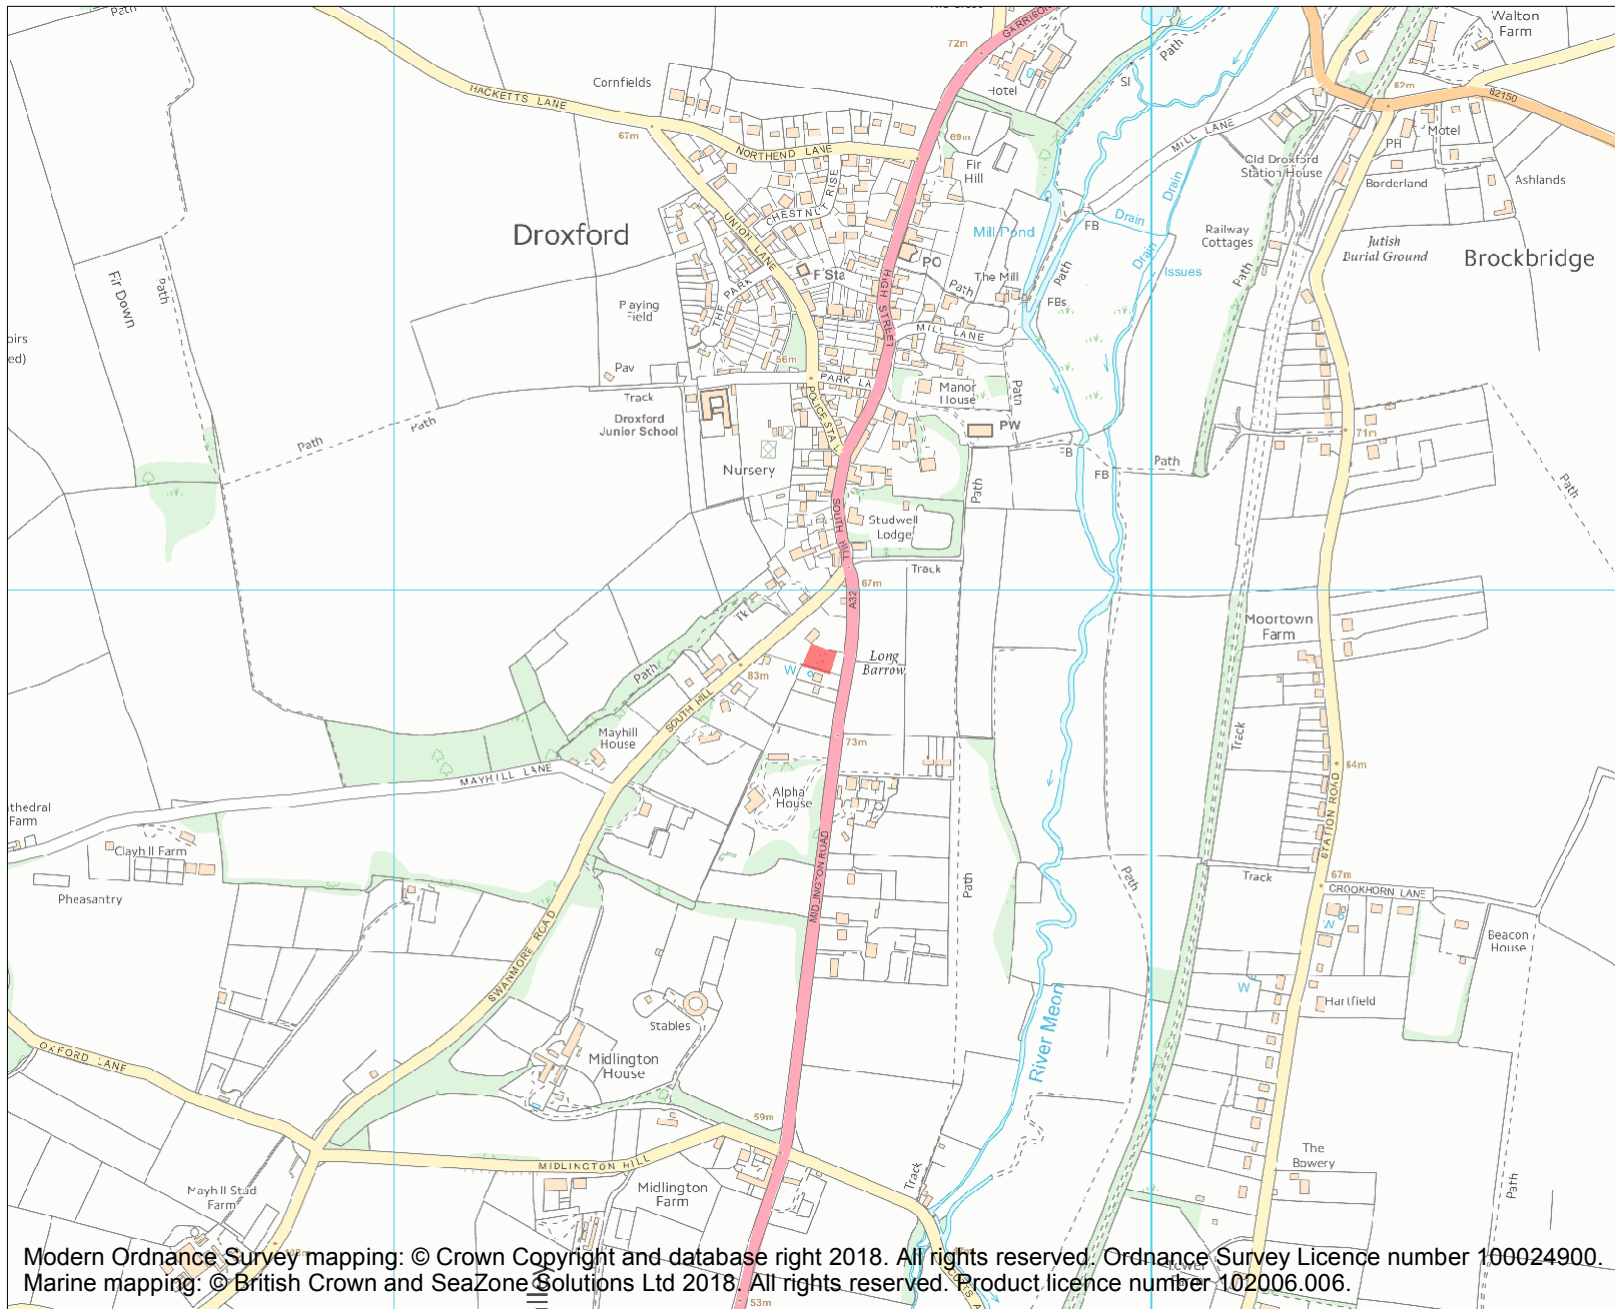 Path
GARRISON
Walton
Farm
72m
Path
Hotel
SI
Cornfields
HACKETTS LANE
62m
B2150
67m
69m
Motel
MILL LANE
PH
NORTHEND LANE
Fir
Hill
Old Droxford
Station House
Borderland
Ashlands
CHESTNUT RISE
Drain
Drain
UNION LANE
Droxford
Mill Pond
FB
Railway
Cottages
Jutish
Burial Ground
Brockbridge
Drain
F Sta
PO
Issues
Fir Down
Path
THE PARK
HIGH STREET
Path
The Mill
Path
Path
Playing
Field
FBs
oirs
ed)
MILL LANE
56m
Pav
PARK LA
Manor
House
Path
Track
POLICE STA L
Droxford
Junior School
PW
Path
Path
71m
FB
Path
FB
Nursery
Path
Path
SOUTH HILL
Studwell
Lodge
Track
67m
A32
Tk
Moortown
Farm
Long
Barrow
Path
W
83m
SOUTH HILL
Mayhill
House
73m
Track
64m
MAYHILL LANE
Alpha
House
thedral
Farm
STATION ROAD
Clayhill Farm
MIDLINGTON ROAD
Track
67m
CROOKHORN LANE
Path
Path
Pheasantry
W
Beacon
House
SWANMORE ROAD
W
Hartfield
Stables
River Meon
OXFORD LANE
Midlington
House
59m
MIDLINGTON HILL
The
Bowery
Track
Path
Mayhill Stud
Farm
Midlington
Farm
Modern Ordnance Survey mapping: © Crown Copyright and database right 2018. All rights reserved. Ordnance Survey Licence number 100024900.
Marine mapping: © British Crown and SeaZone Solutions Ltd 2018. All rights reserved. Product licence number 102006.006.
53m